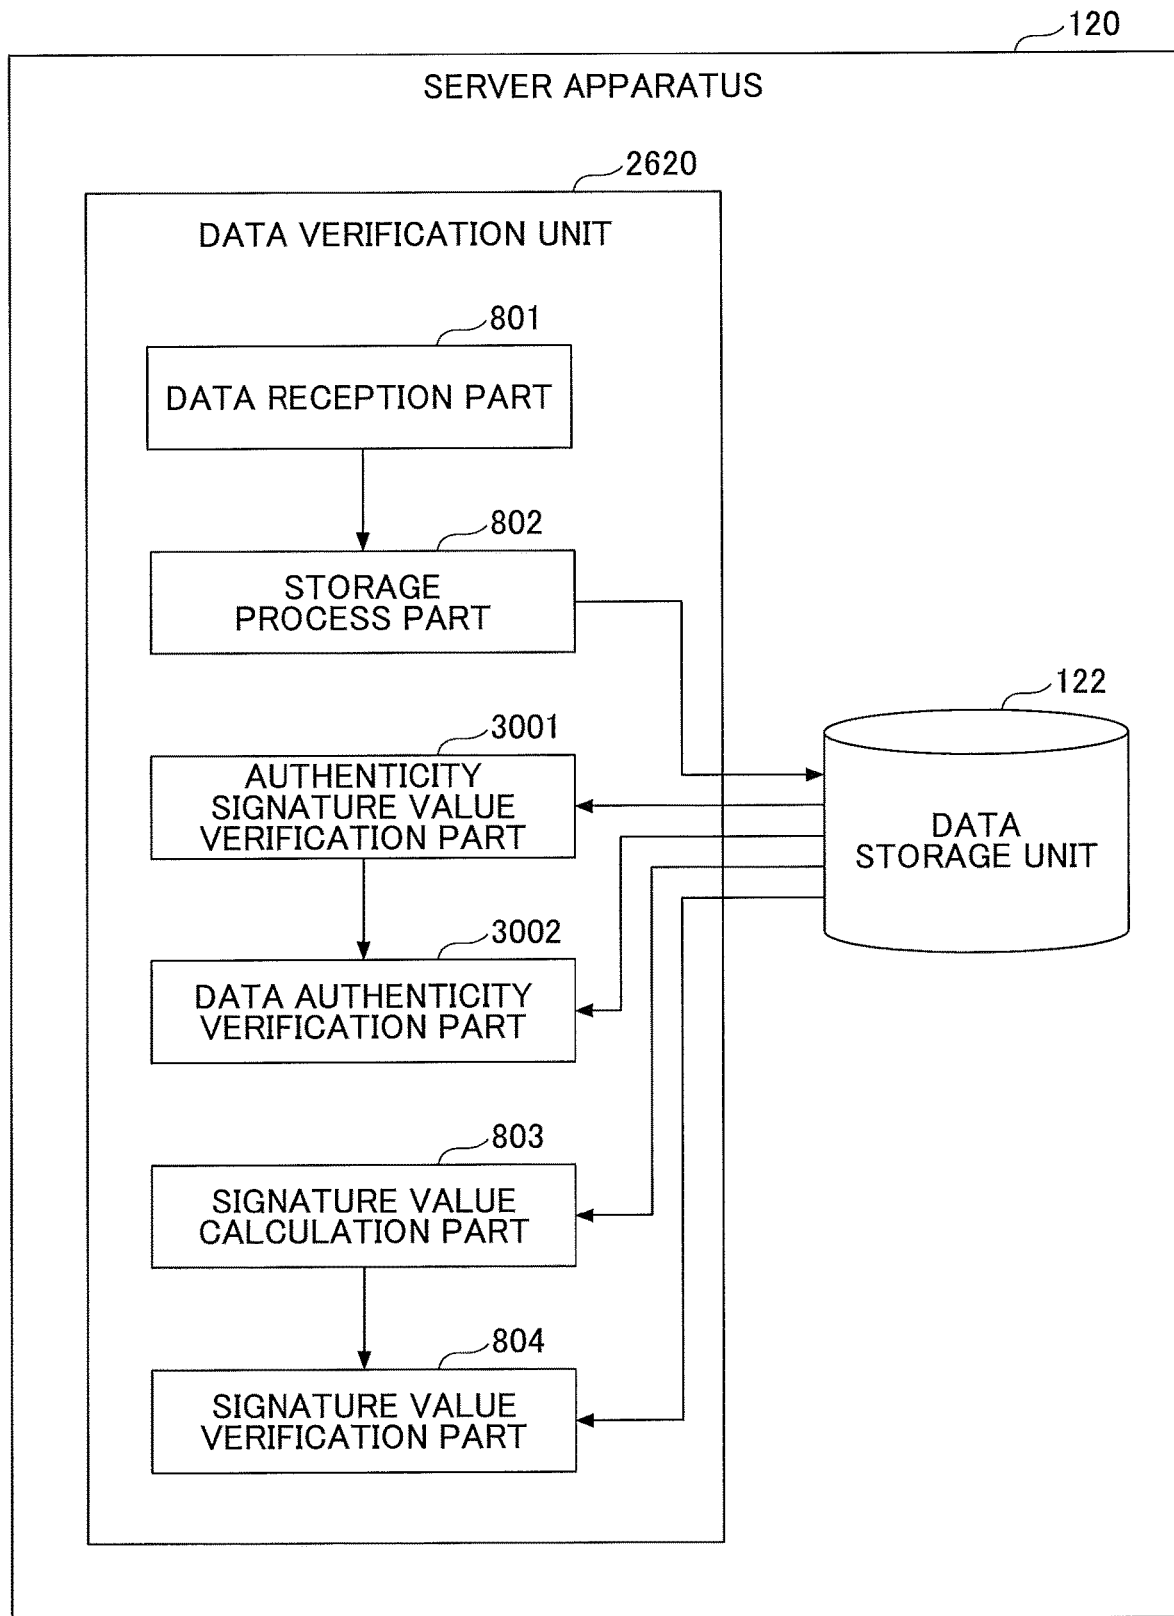 120
SERVER APPARATUS
2620
DATA VERIFICATION UNIT
801
DATA RECEPTION PART
802
STORAGE
PROCESS PART
122
3001
AUTHENTICITY
SIGNATURE VALUE
VERIFICATION PART
DATA
STORAGE UNIT
3002
DATA AUTHENTICITY
VERIFICATION PART
803
SIGNATURE VALUE
CALCULATION PART
804
SIGNATURE VALUE
VERIFICATION PART